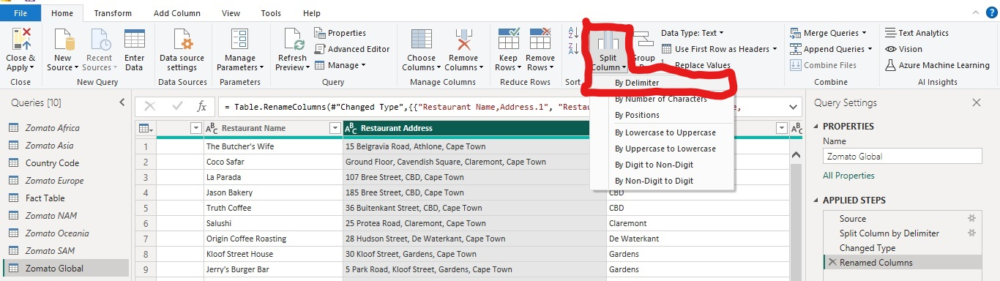 File Home Transform Add Column View Tools Help
Close & Apply New Source Recent Sources Enter Data Data source settings Manage Parameters Refresh Preview Properties Advanced Editor Manage Choose Columns Remove Columns Keep Rows Remove Rows Split Column Group Data Type: Text Use First Row as Headers Replace Values Merge Queries Append Queries Combine Files Text Analytics Vision Azure Machine Learning
Close New Query Data Sources Parameters Query Manage Columns Reduce Rows Sort Combine AI Insights
By Delimiter
By Number of Characters
By Positions
By Lowercase to Uppercase
By Uppercase to Lowercase
By Digit to Non-Digit
By Non-Digit to Digit
Queries [10]
Zomato Africa
Zomato Asia
Country Code
Zomato Europe
Fact Table
Zomato NAM
Zomato Oceania
Zomato SAM
Zomato Global
= Table.RenameColumns(#"Changed Type",{{"Restaurant Name,Address.1", "Restau
ABC Restaurant Name ABC Restaurant Address
1 The Butcher's Wife 15 Belgravia Road, Athlone, Cape Town
2 Coco Safar Ground Floor, Cavendish Square, Claremont, Cape Town
3 La Parada 107 Bree Street, CBD, Cape Town
4 Jason Bakery 185 Bree Street, CBD, Cape Town CBD
5 Truth Coffee 36 Buitenkant Street, CBD, Cape Town CBD
6 Salushi 25 Protea Road, Claremont, Cape Town Claremont
7 Origin Coffee Roasting 28 Hudson Street, De Waterkant, Cape Town De Waterkant
8 Kloof Street House 30 Kloof Street, Gardens, Cape Town Gardens
9 Jerry's Burger Bar 5 Park Road, Kloof Street, Gardens, Cape Town Gardens
Query Settings
PROPERTIES
Name
Zomato Global
All Properties
APPLIED STEPS
Source
Split Column by Delimiter
Changed Type
Renamed Columns